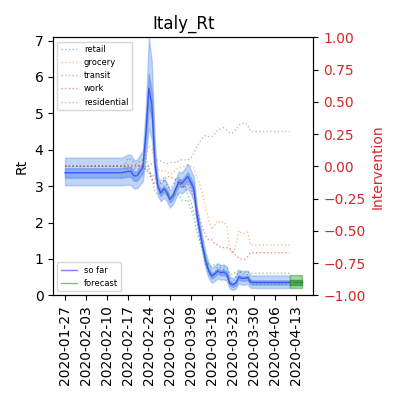 Italy_Rt
7
6
5
4
3
2
1
0
Rt
retail
grocery
transit
work
residential
so far
forecast
1.00
0.75
0.50
0.25
0.00
−0.25
−0.50
−0.75
−1.00
Intervention
2020-01-27
2020-02-03
2020-02-10
2020-02-17
2020-02-24
2020-03-02
2020-03-09
2020-03-16
2020-03-23
2020-03-30
2020-04-06
2020-04-13